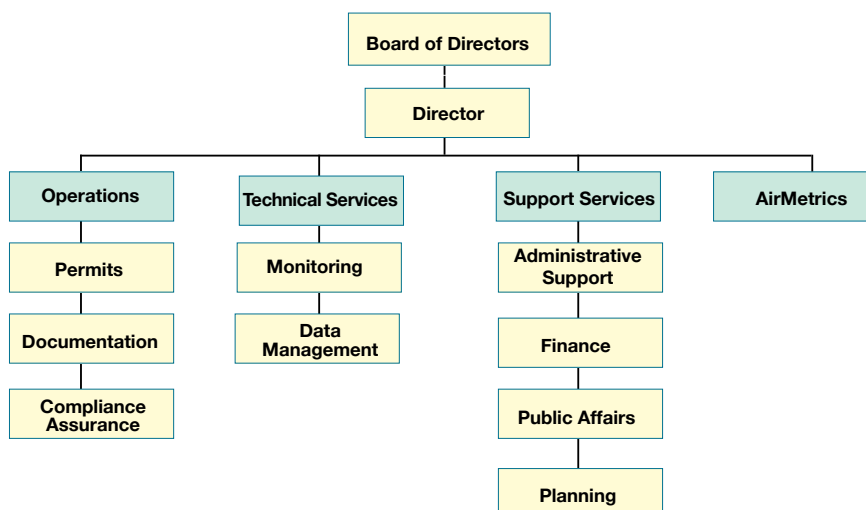 Board of Directors
Director
Operations
Technical Services
Support Services
AirMetrics
Permits
Monitoring
Administrative
Support
Documentation
Data
Management
Finance
Compliance
Assurance
Public Affairs
Planning